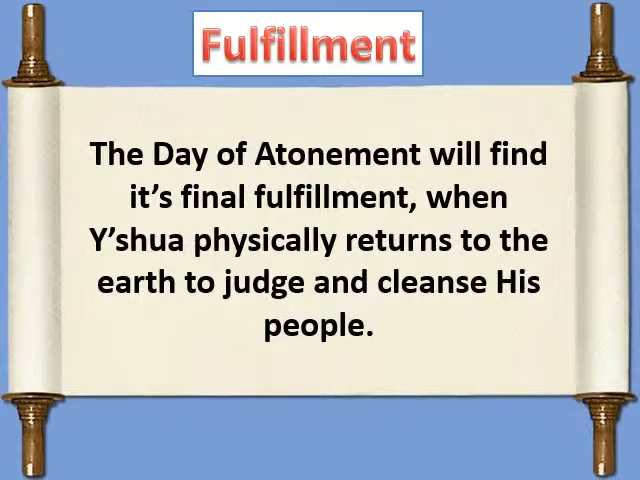 Fulfillment
The Day of Atonement will find
it’s final fulfillment, when
Y’shua physically returns to the
earth to judge and cleanse His
people.